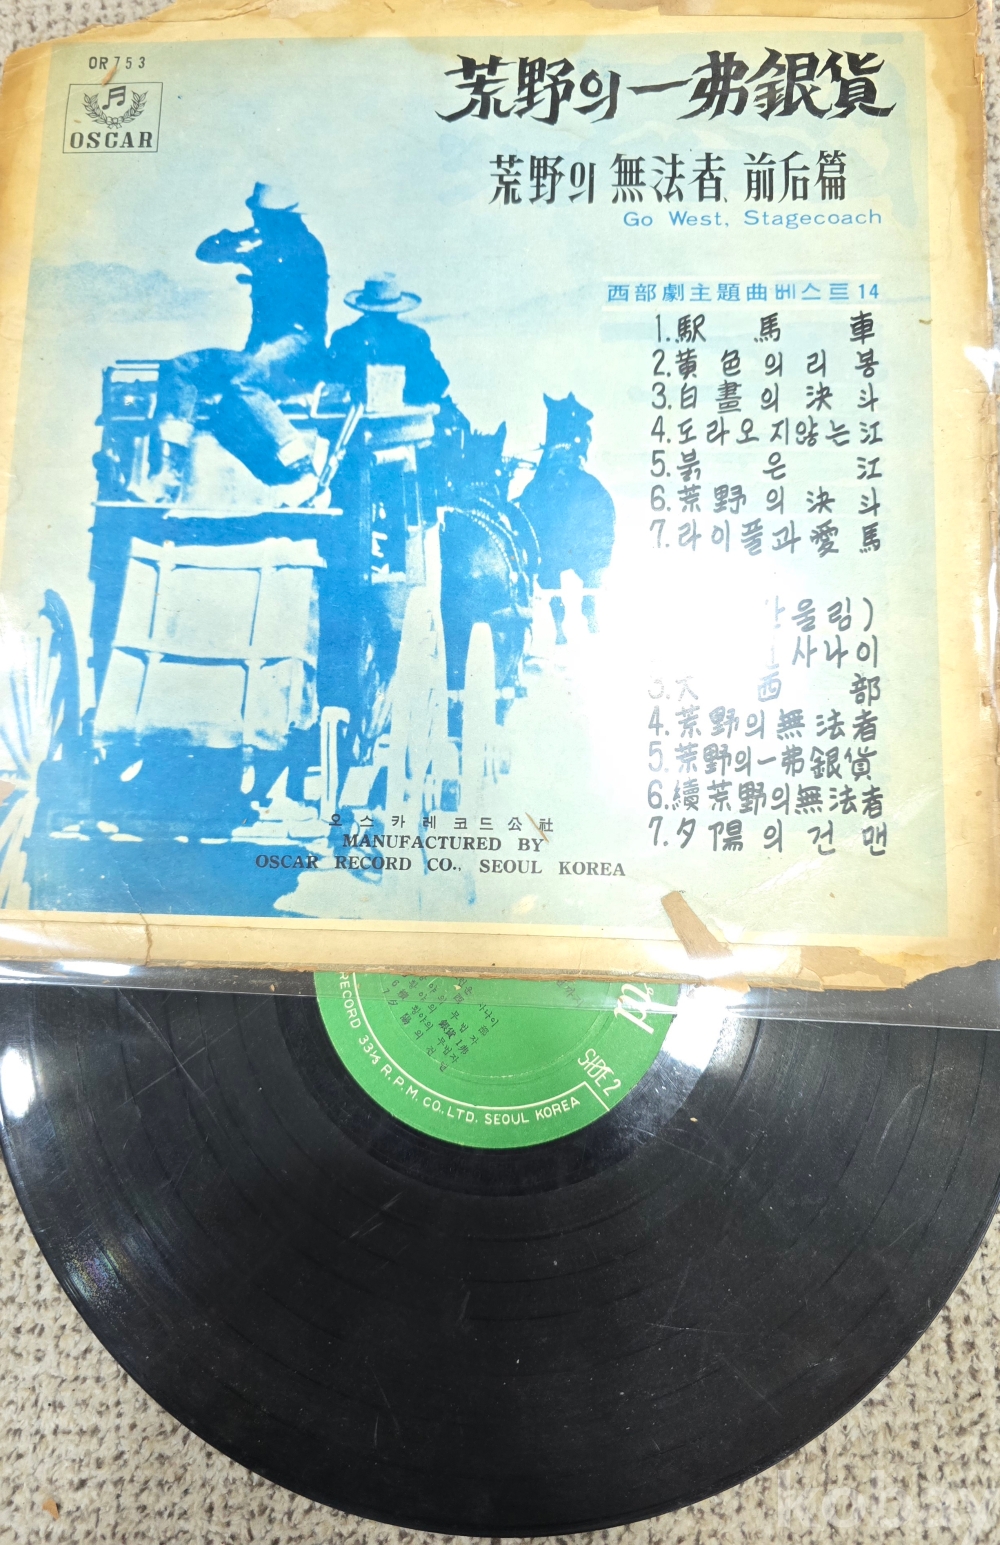 OR753
OSCAR
荒野의 一弗銀貨
荒野의 無法者, 前后篇
Go West, Stagecoach
西部劇主題曲베스트14
1.駅馬車
2.黃色의리봉
3.白晝의決斗
4.도라오지않는江
5.붉은江
6.荒野의決斗
7.라이플과愛馬
울림)
사나이
3.大西部
4.荒野의無法者
5.荒野의一弗銀貨
6.續荒野의無法者
7.夕陽의건맨
오스카레코드公社
MANUFACTURED BY
OSCAR RECORD CO., SEOUL KOREA
SIDE 2
RECORD 33⅓ R.P.M. CO., LTD. SEOUL KOREA